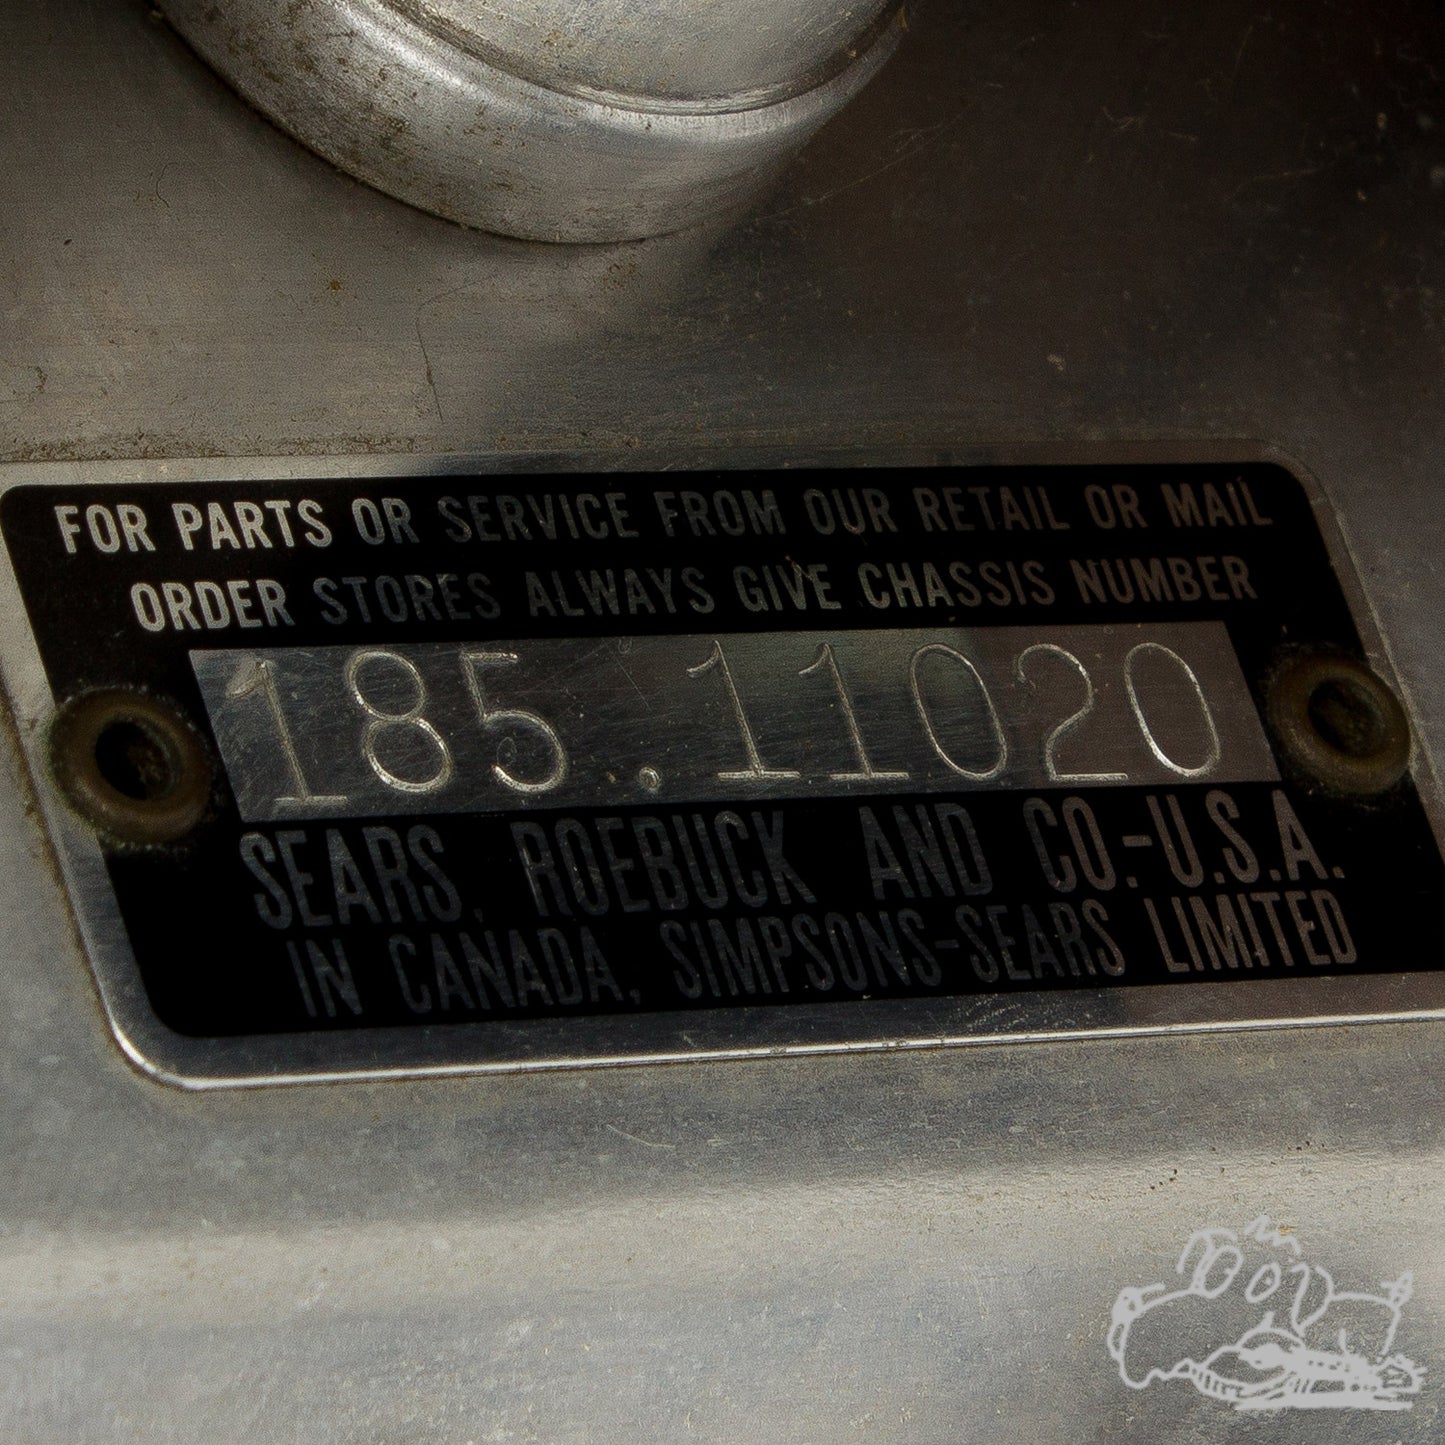 FOR PARTS OR SERVICE FROM OUR RETAIL OR MAIL
ORDER STORES ALWAYS GIVE CHASSIS NUMBER
185.11020
SEARS, ROEBUCK AND CO.-U.S.A.
IN CANADA, SIMPSONS-SEARS LIMITED